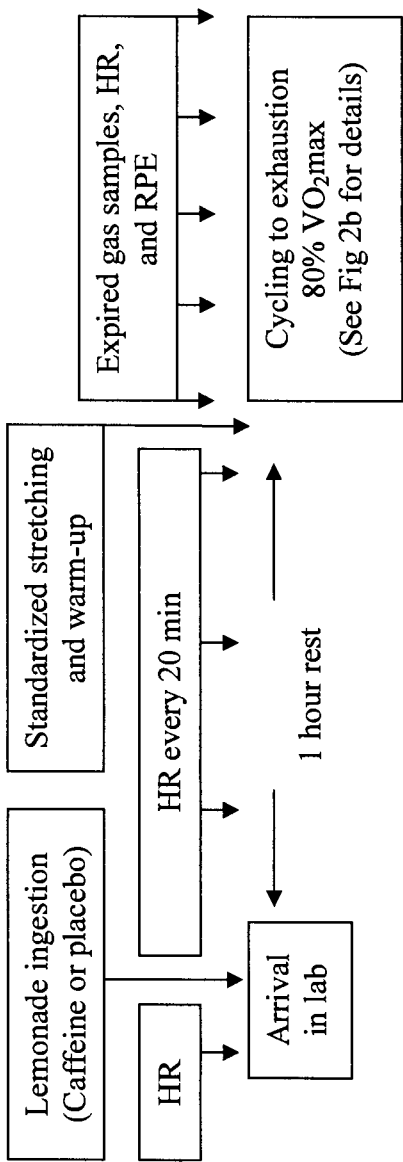 Lemonade ingestion
(Caffeine or placebo)
Standardized stretching
and warm-up
Expired gas samples, HR,
and RPE
HR
HR every 20 min
Arrival
in lab
1 hour rest
Cycling to exhaustion
80% VO₂max
(See Fig 2b for details)